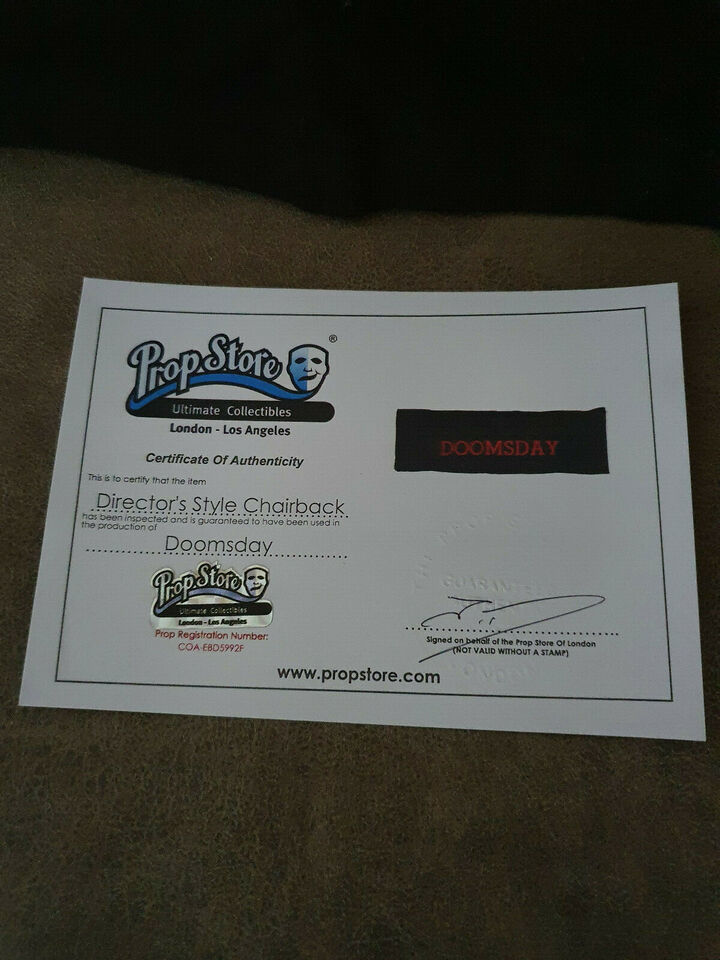 Prop Store ®
Ultimate Collectibles
London - Los Angeles
Certificate Of Authenticity
This is to certify that the item
Director's Style Chairback
has been inspected and is guaranteed to have been used in
the production of
Doomsday
Prop Store
Ultimate Collectibles
London - Los Angeles
Prop Registration Number:
COA-EBD5992F
DOOMSDAY
Signed on behalf of the Prop Store Of London
(NOT VALID WITHOUT A STAMP)
www.propstore.com